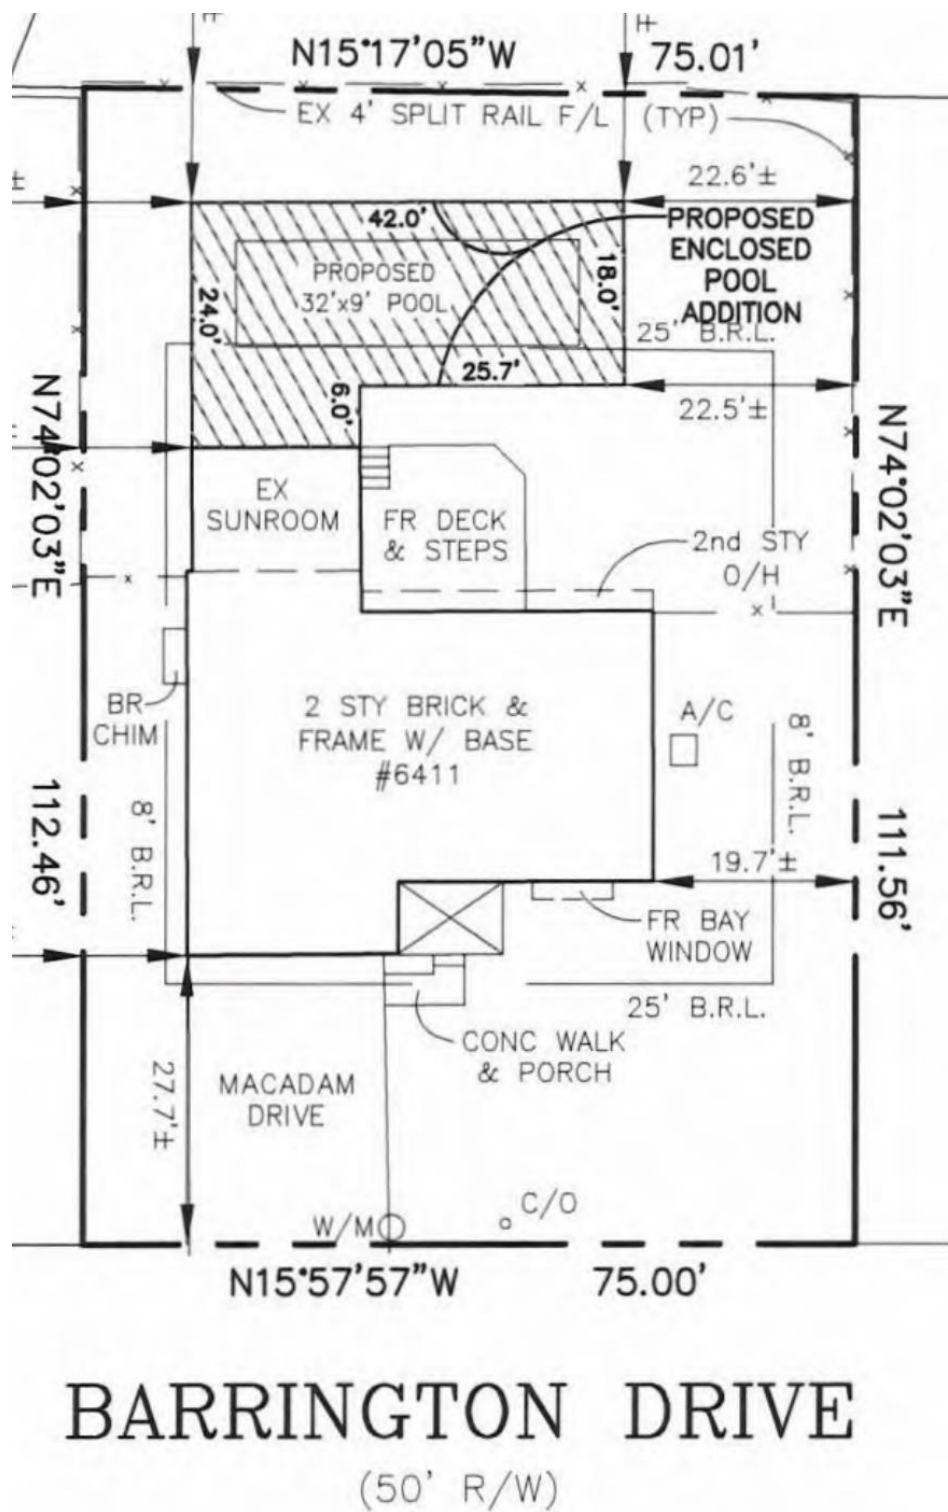 N15°17'05"W 75.01'
EX 4' SPLIT RAIL F/L (TYP)
22.6'±
42.0'
PROPOSED
ENCLOSED
POOL
ADDITION
PROPOSED
32'x9' POOL
18.0'
24.0'
25' B.R.L.
25.7'
6.0'
22.5'±
N74°02'03"E
N74°02'03"E
EX
SUNROOM
FR DECK
& STEPS
2nd STY
O/H
BR
CHIM
2 STY BRICK &
FRAME W/ BASE
#6411
A/C
8' B.R.L.
8' B.R.L.
112.46'
111.56'
19.7'±
FR BAY
WINDOW
25' B.R.L.
CONC WALK
& PORCH
27.7'±
MACADAM
DRIVE
W/M
C/O
N15°57'57"W 75.00'
BARRINGTON DRIVE
(50' R/W)